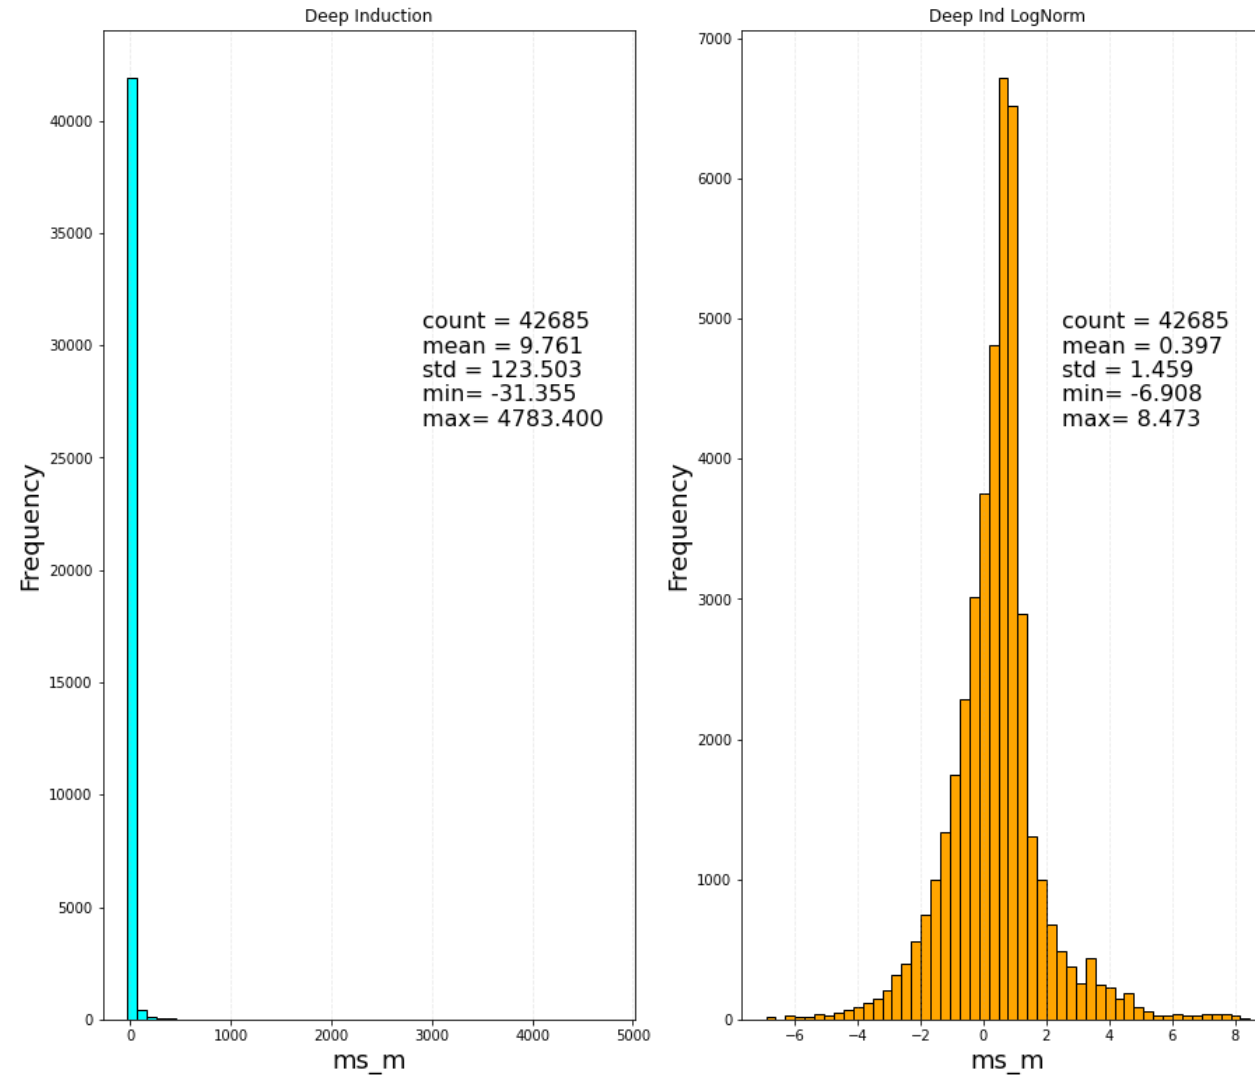 Deep Induction
Frequency
40000
35000
30000
25000
20000
15000
10000
5000
0
count = 42685
mean = 9.761
std = 123.503
min= -31.355
max= 4783.400
0 1000 2000 3000 4000 5000
ms_m
Deep Ind LogNorm
Frequency
7000
6000
5000
4000
3000
2000
1000
0
count = 42685
mean = 0.397
std = 1.459
min= -6.908
max= 8.473
−6 −4 −2 0 2 4 6 8
ms_m